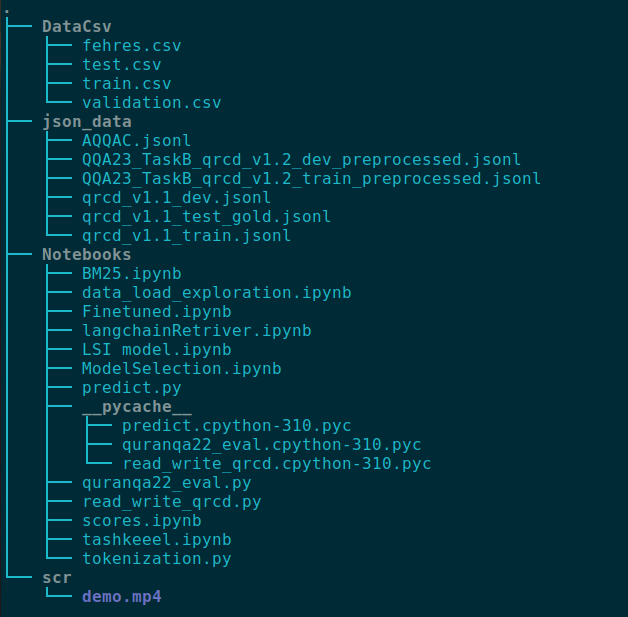 .
├── DataCsv
│   ├── fehres.csv
│   ├── test.csv
│   ├── train.csv
│   └── validation.csv
├── json_data
│   ├── AQQAC.jsonl
│   ├── QQA23_TaskB_qrcd_v1.2_dev_preprocessed.jsonl
│   ├── QQA23_TaskB_qrcd_v1.2_train_preprocessed.jsonl
│   ├── qrcd_v1.1_dev.jsonl
│   ├── qrcd_v1.1_test_gold.jsonl
│   └── qrcd_v1.1_train.jsonl
├── Notebooks
│   ├── BM25.ipynb
│   ├── data_load_exploration.ipynb
│   ├── Finetuned.ipynb
│   ├── langchainRetriver.ipynb
│   ├── LSI model.ipynb
│   ├── ModelSelection.ipynb
│   ├── predict.py
│   ├── __pycache__
│   │   ├── predict.cpython-310.pyc
│   │   ├── quranqa22_eval.cpython-310.pyc
│   │   └── read_write_qrcd.cpython-310.pyc
│   ├── quranqa22_eval.py
│   ├── read_write_qrcd.py
│   ├── scores.ipynb
│   ├── tashkeeel.ipynb
│   └── tokenization.py
└── scr
    └── demo.mp4